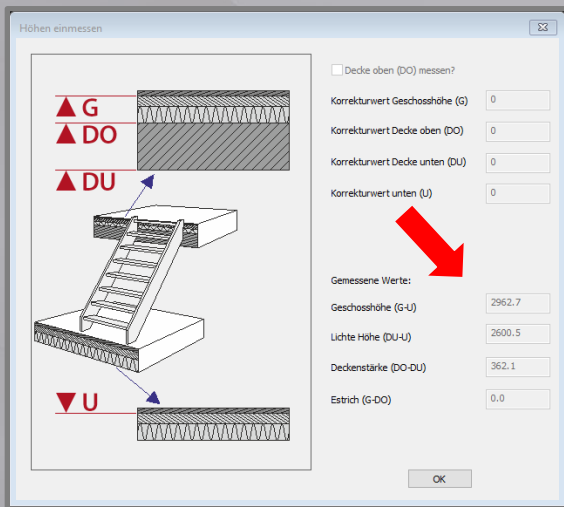 Höhen einmessen
G
DO
DU
U
Decke oben (DO) messen?
Korrekturwert Geschosshöhe (G) 0
Korrekturwert Decke oben (DO) 0
Korrekturwert Decke unten (DU) 0
Korrekturwert unten (U) 0
Gemessene Werte:
Geschosshöhe (G-U) 2962.7
Lichte Höhe (DU-U) 2600.5
Deckenstärke (DO-DU) 362.1
Estrich (G-DO) 0.0
OK